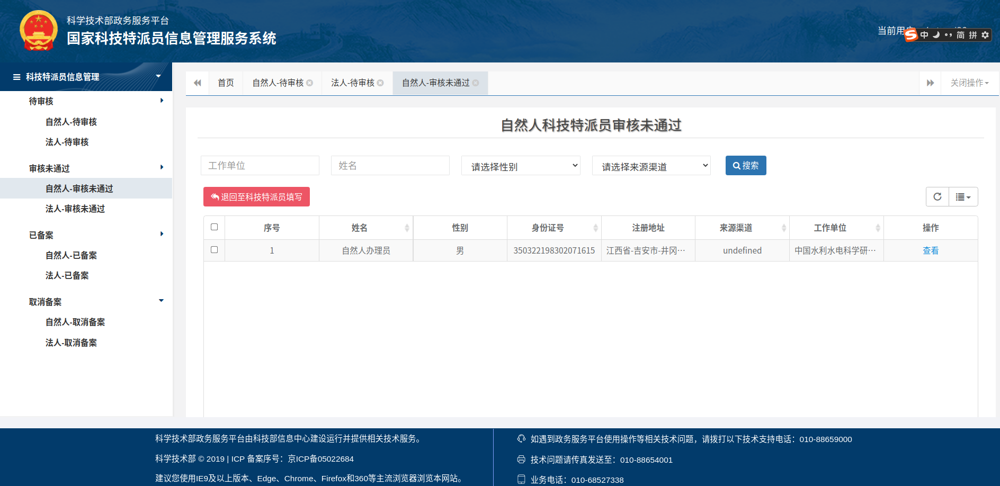 科学技术部政务服务平台
国家科技特派员信息管理服务系统
当前用
中 简 拼
科技特派员信息管理
待审核
自然人-待审核
法人-待审核
审核未通过
自然人-审核未通过
法人-审核未通过
已备案
自然人-已备案
法人-已备案
取消备案
自然人-取消备案
法人-取消备案
首页 自然人-待审核 法人-待审核 自然人-审核未通过 关闭操作
自然人科技特派员审核未通过
工作单位 姓名 请选择性别 请选择来源渠道 搜索
退回至科技特派员填写
序号 姓名 性别 身份证号 注册地址 来源渠道 工作单位 操作
1 自然人办理员 男 350322198302071615 江西省-吉安市-井冈… undefined 中国水利水电科学研… 查看
科学技术部政务服务平台由科技部信息中心建设运行并提供相关技术服务。
科学技术部 © 2019 | ICP 备案序号：京ICP备05022684
建议您使用IE9及以上版本、Edge、Chrome、Firefox和360等主流浏览器浏览本网站。
如遇到政务服务平台使用操作等相关技术问题，请拨打以下技术支持电话：010-88659000
技术问题请传真发送至：010-88654001
业务电话：010-68527338